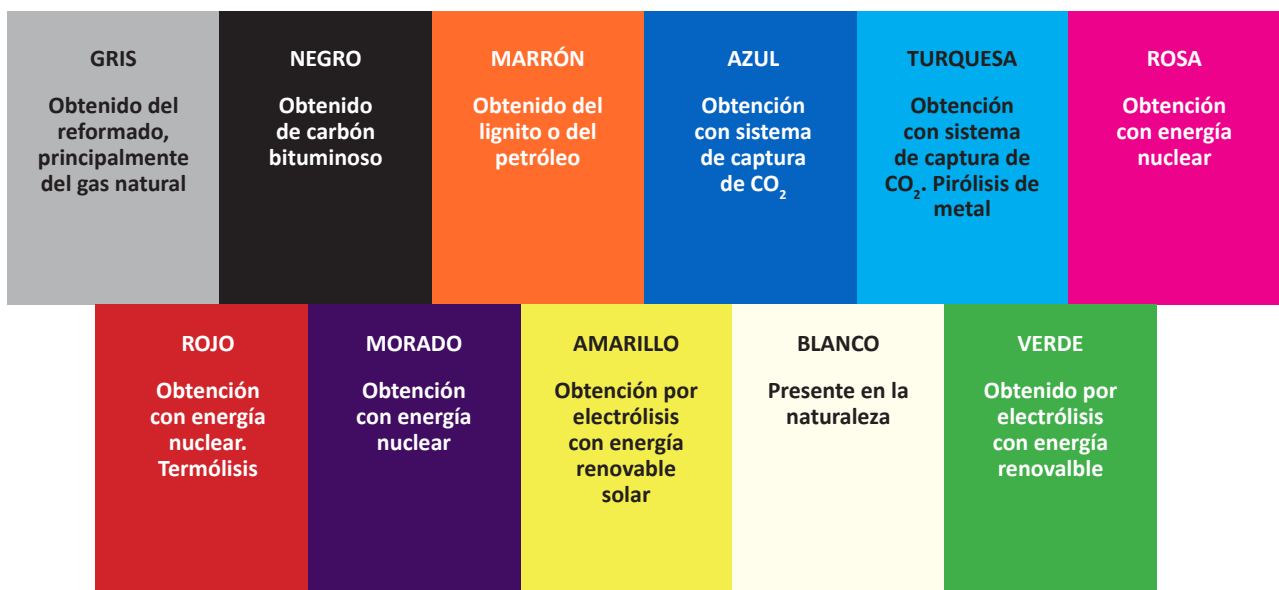 GRIS
Obtenido del
reformado,
principalmente
del gas natural
NEGRO
Obtenido
de carbón
bituminoso
MARRÓN
Obtenido del
lignito o del
petróleo
AZUL
Obtención
con sistema
de captura
de CO₂
TURQUESA
Obtención
con sistema
de captura de
CO₂. Pirólisis de
metal
ROSA
Obtención
con energía
nuclear
ROJO
Obtención
con energía
nuclear.
Termólisis
MORADO
Obtención
con energía
nuclear
AMARILLO
Obtención por
electrólisis
con energía
renovable
solar
BLANCO
Presente en la
naturaleza
VERDE
Obtenido por
electrólisis
con energía
renovalble